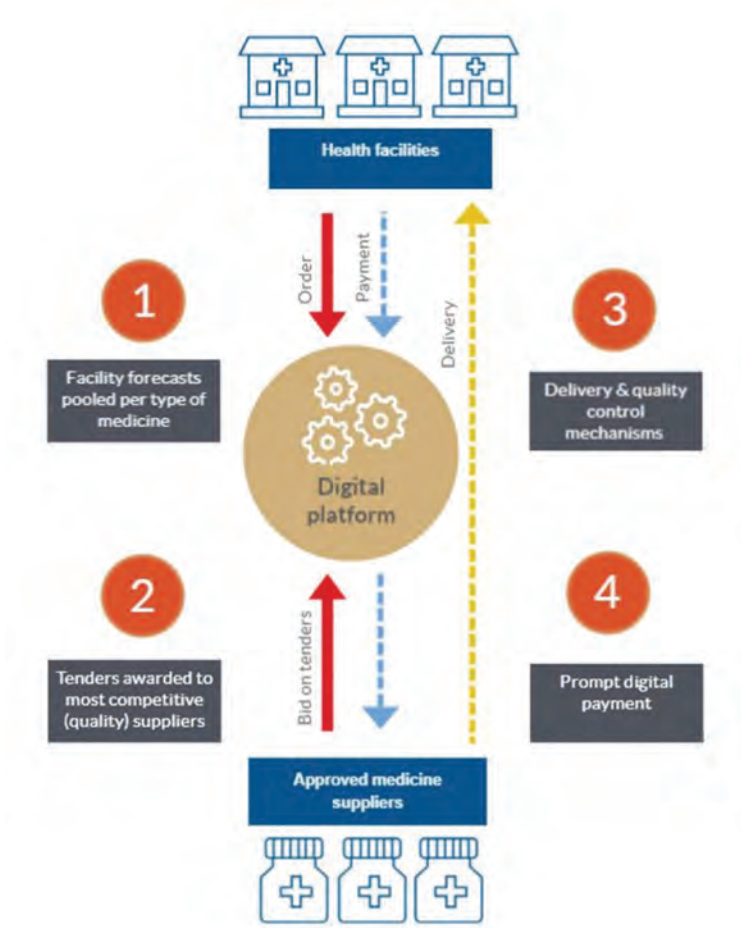 Health facilities
Order
Payment
Delivery
1
Facility forecasts
pooled per type of
medicine
3
Delivery & quality
control
mechanisms
Digital
platform
2
Tenders awarded to
most competitive
(quality) suppliers
Bid on tenders
4
Prompt digital
payment
Approved medicine
suppliers